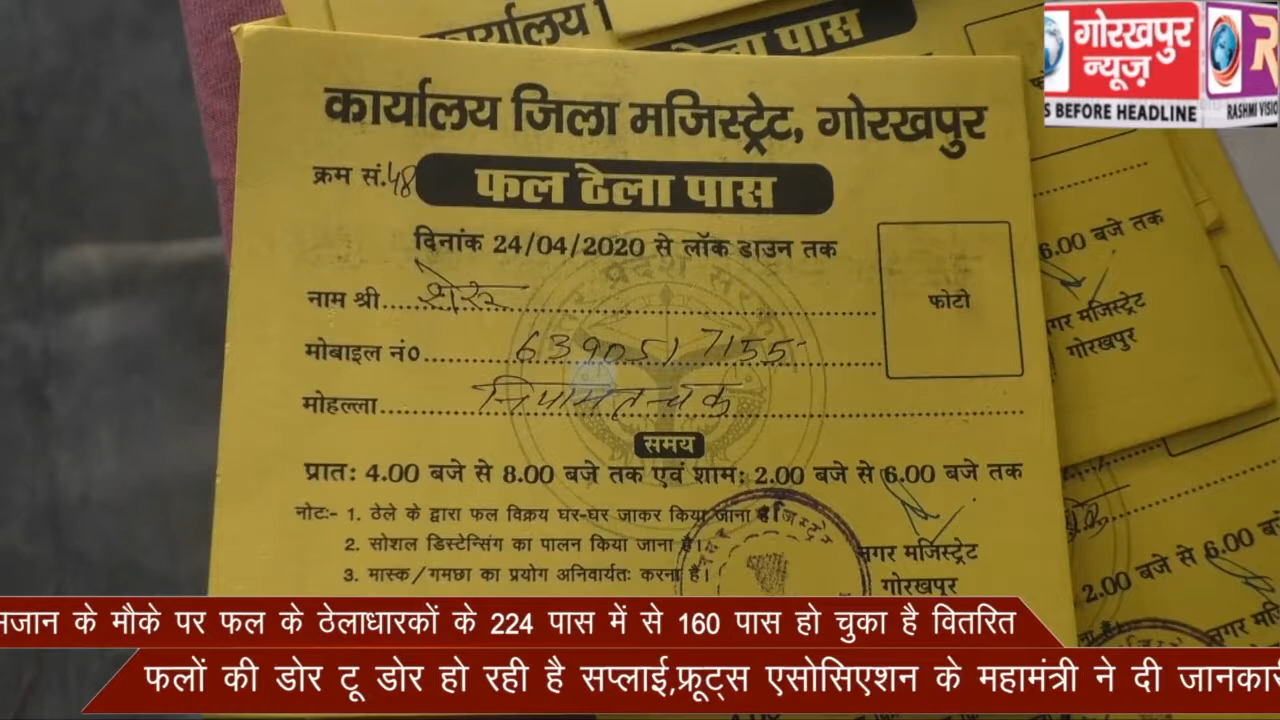 कार्यालय
ठेला पास
गोरखपुर
न्यूज़
S BEFORE HEADLINE
RASHMI VISI
कार्यालय जिला मजिस्ट्रेट, गोरखपुर
क्रम सं. 48
फल ठेला पास
दिनांक 24/04/2020 से लॉक डाउन तक
नाम श्री
फोटो
मोबाइल नं० 6390517155
मोहल्ला
समय
प्रात: 4.00 बजे से 8.00 बजे तक एवं शाम: 2.00 बजे से 6.00 बजे तक
नोट:- 1. ठेले के द्वारा फल विक्रय घर-घर जाकर किया जाना है।
2. सोशल डिस्टेन्सिंग का पालन किया जाना है।
3. मास्क/गमछा का प्रयोग अनिवार्यत: करना है।
नगर मजिस्ट्रेट
गोरखपुर
6.00 बजे तक
गर मजिस्ट्रेट
गोरखपुर
2.00 बजे से 6.00 ब
मजान के मौके पर फल के ठेलाधारकों के 224 पास में से 160 पास हो चुका है वितरित
फलों की डोर टू डोर हो रही है सप्लाई,फ्रूट्स एसोसिएशन के महामंत्री ने दी जानकार